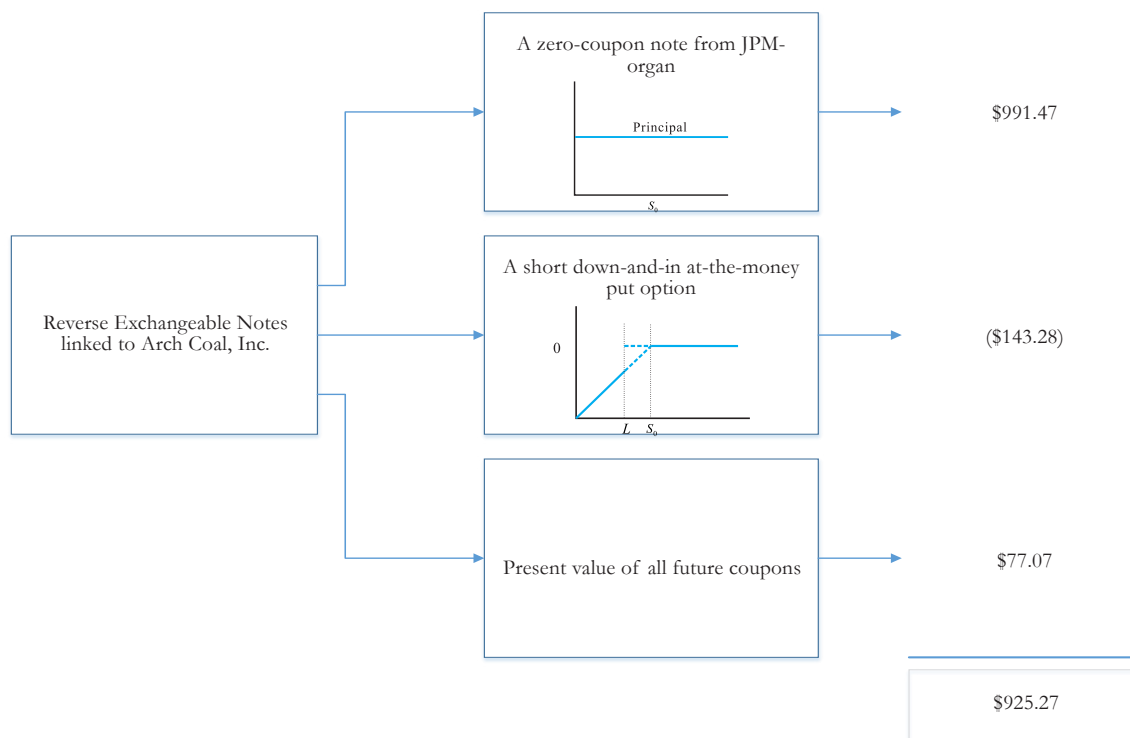 A zero-coupon note from JPM-
organ
Principal
S₀
$991.47
Reverse Exchangeable Notes
linked to Arch Coal, Inc.
A short down-and-in at-the-money
put option
0
L S₀
($143.28)
Present value of all future coupons
$77.07
$925.27